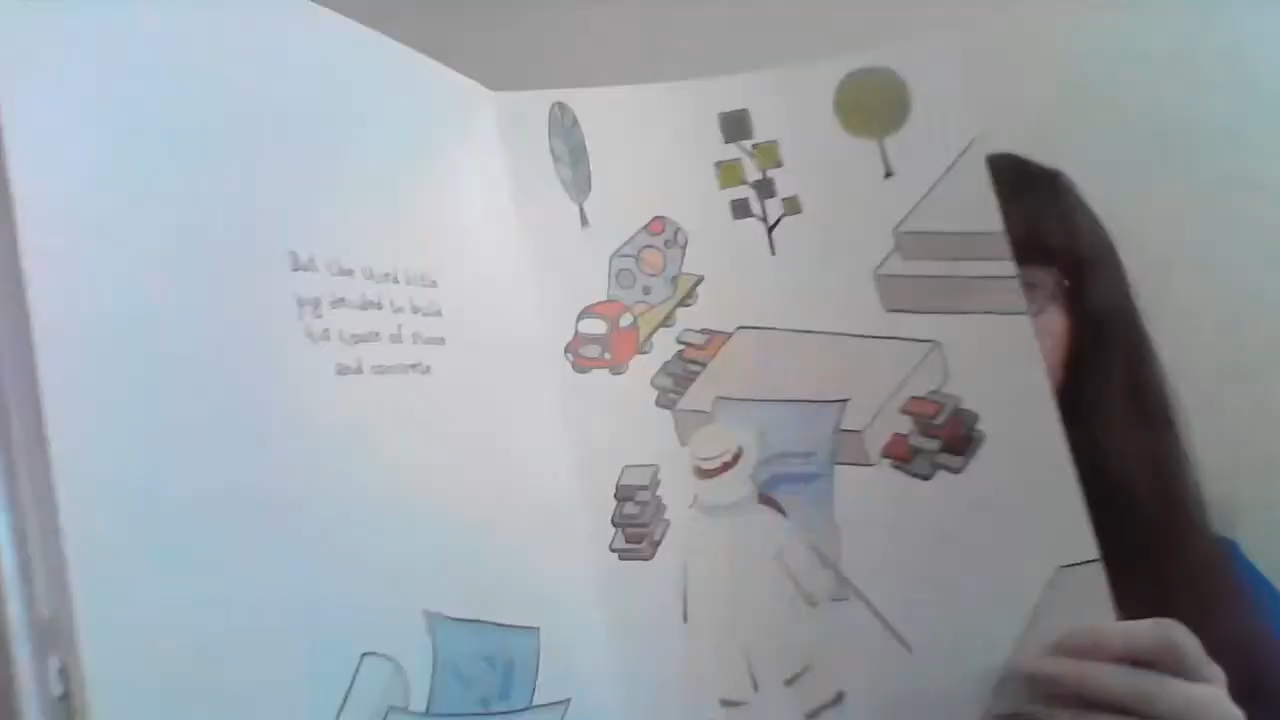 But the third little
pig decided to build
his house of stone
and concrete